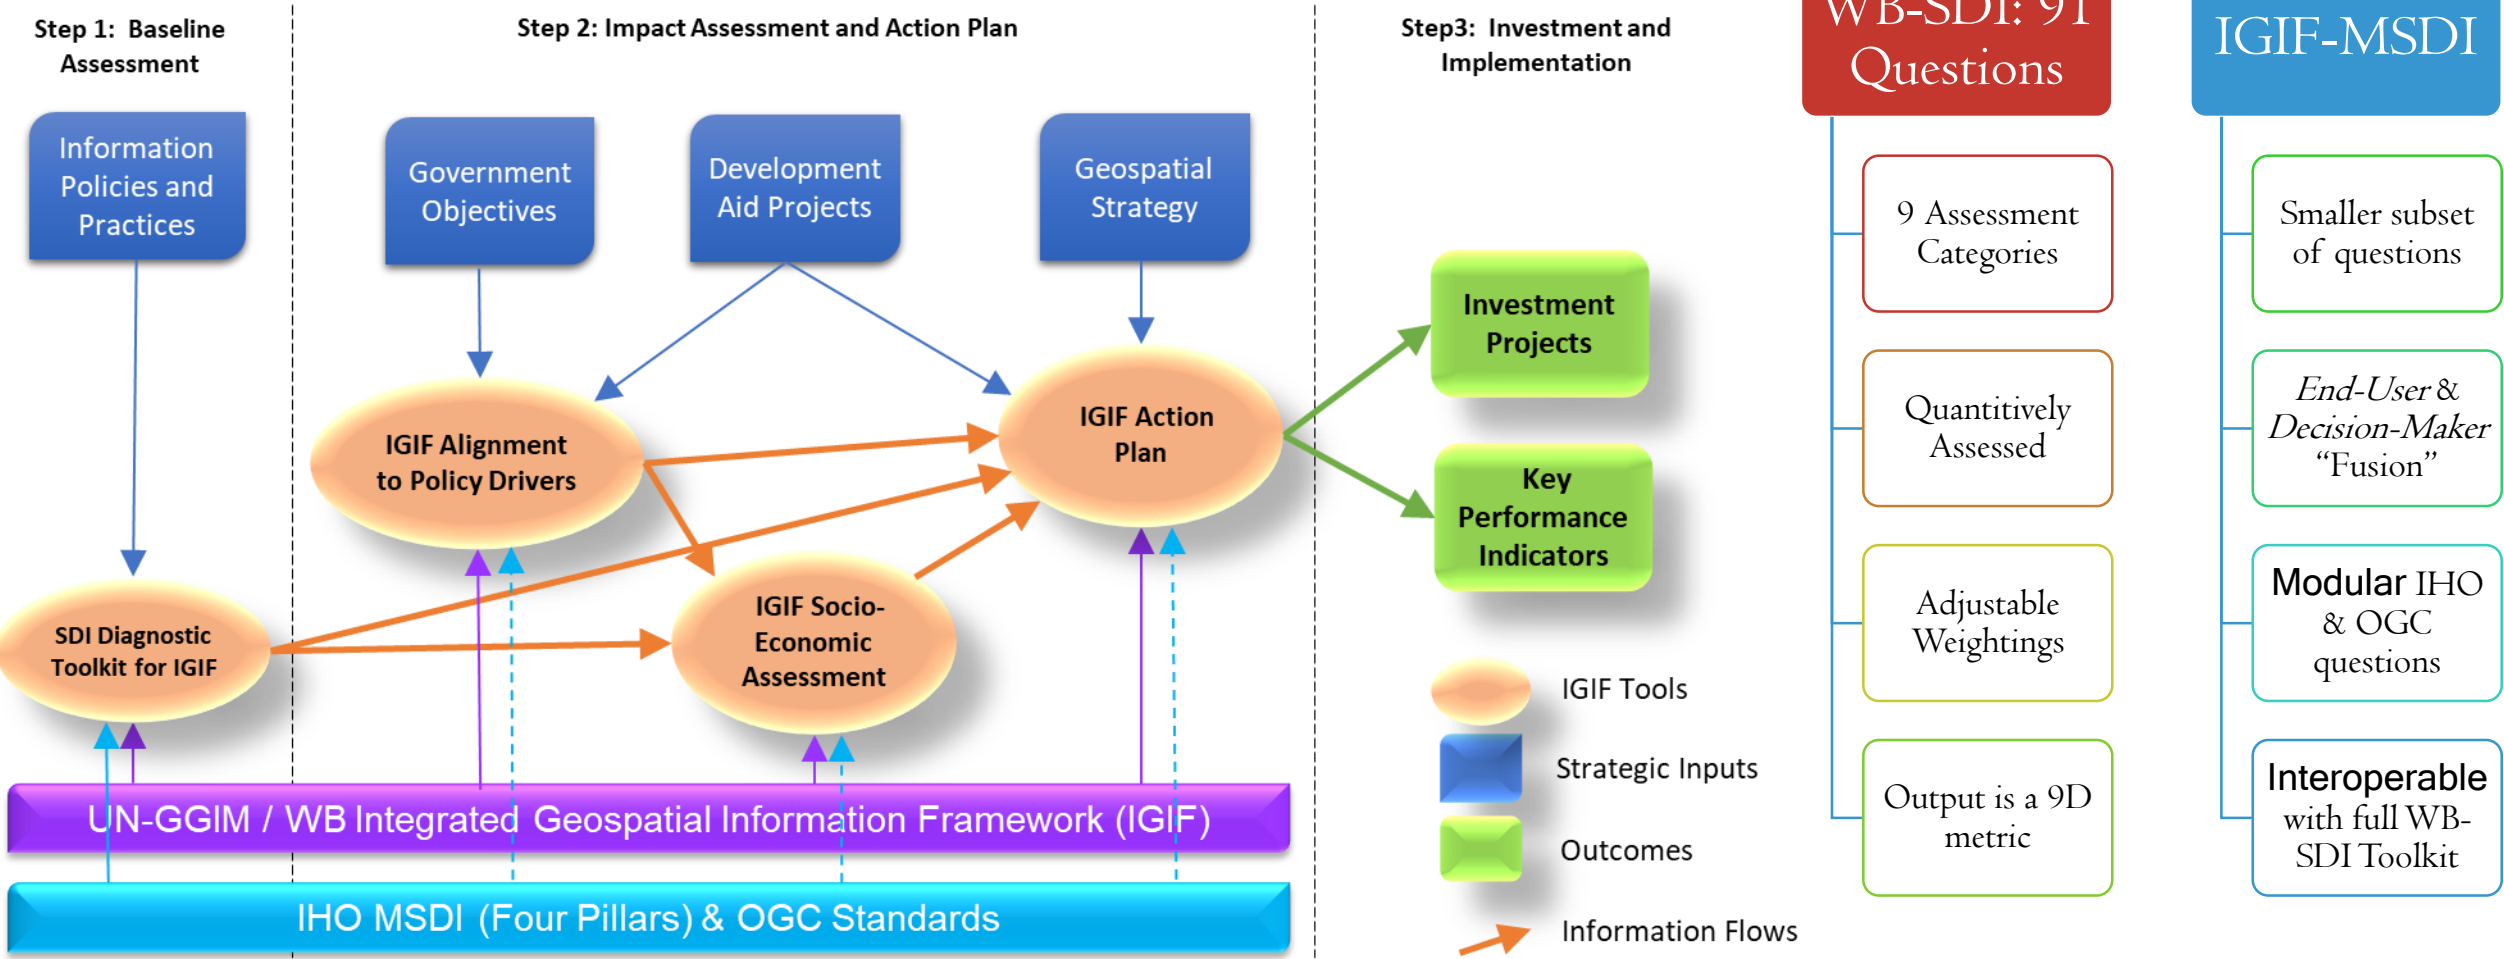 Step 1:  Baseline
Assessment
Step 2: Impact Assessment and Action Plan
Step3:  Investment and
Implementation
Information
Policies and
Practices
Government
Objectives
Development
Aid Projects
Geospatial
Strategy
IGIF Alignment
to Policy Drivers
IGIF Action
Plan
SDI Diagnostic
Toolkit for IGIF
IGIF Socio-
Economic
Assessment
Investment
Projects
Key
Performance
Indicators
UN-GGIM / WB Integrated Geospatial Information Framework (IGIF)
IHO MSDI (Four Pillars) & OGC Standards
IGIF Tools
Strategic Inputs
Outcomes
Information Flows
WB-SDI: 91
Questions
9 Assessment
Categories
Quantitively
Assessed
Adjustable
Weightings
Output is a 9D
metric
IGIF-MSDI
Smaller subset
of questions
End-User &
Decision-Maker
“Fusion”
Modular IHO
& OGC
questions
Interoperable
with full WB-
SDI Toolkit